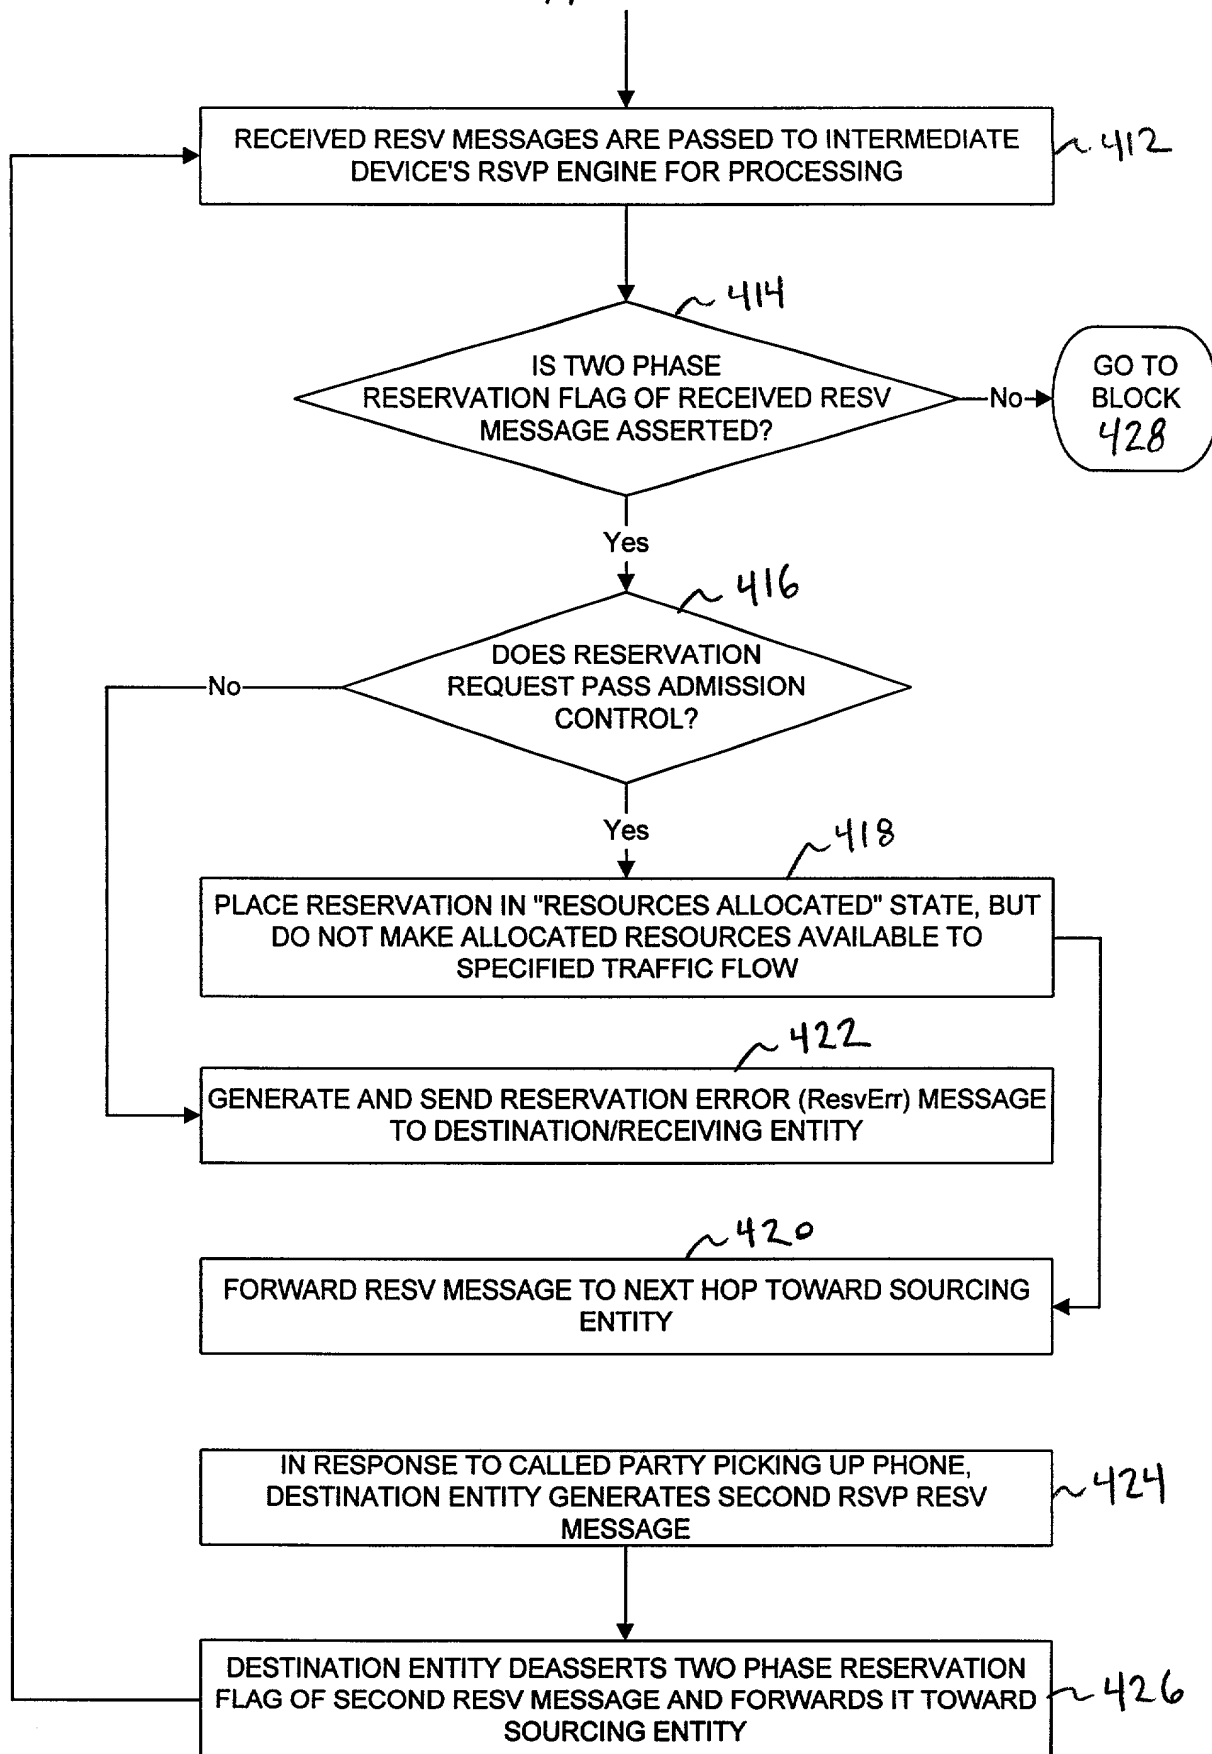 RECEIVED RESV MESSAGES ARE PASSED TO INTERMEDIATE
DEVICE'S RSVP ENGINE FOR PROCESSING
412
414
IS TWO PHASE
RESERVATION FLAG OF RECEIVED RESV
MESSAGE ASSERTED?
No
GO TO
BLOCK
428
Yes
416
DOES RESERVATION
REQUEST PASS ADMISSION
CONTROL?
No
Yes
418
PLACE RESERVATION IN "RESOURCES ALLOCATED" STATE, BUT
DO NOT MAKE ALLOCATED RESOURCES AVAILABLE TO
SPECIFIED TRAFFIC FLOW
422
GENERATE AND SEND RESERVATION ERROR (ResvErr) MESSAGE
TO DESTINATION/RECEIVING ENTITY
420
FORWARD RESV MESSAGE TO NEXT HOP TOWARD SOURCING
ENTITY
IN RESPONSE TO CALLED PARTY PICKING UP PHONE,
DESTINATION ENTITY GENERATES SECOND RSVP RESV
MESSAGE
424
DESTINATION ENTITY DEASSERTS TWO PHASE RESERVATION
FLAG OF SECOND RESV MESSAGE AND FORWARDS IT TOWARD
SOURCING ENTITY
426